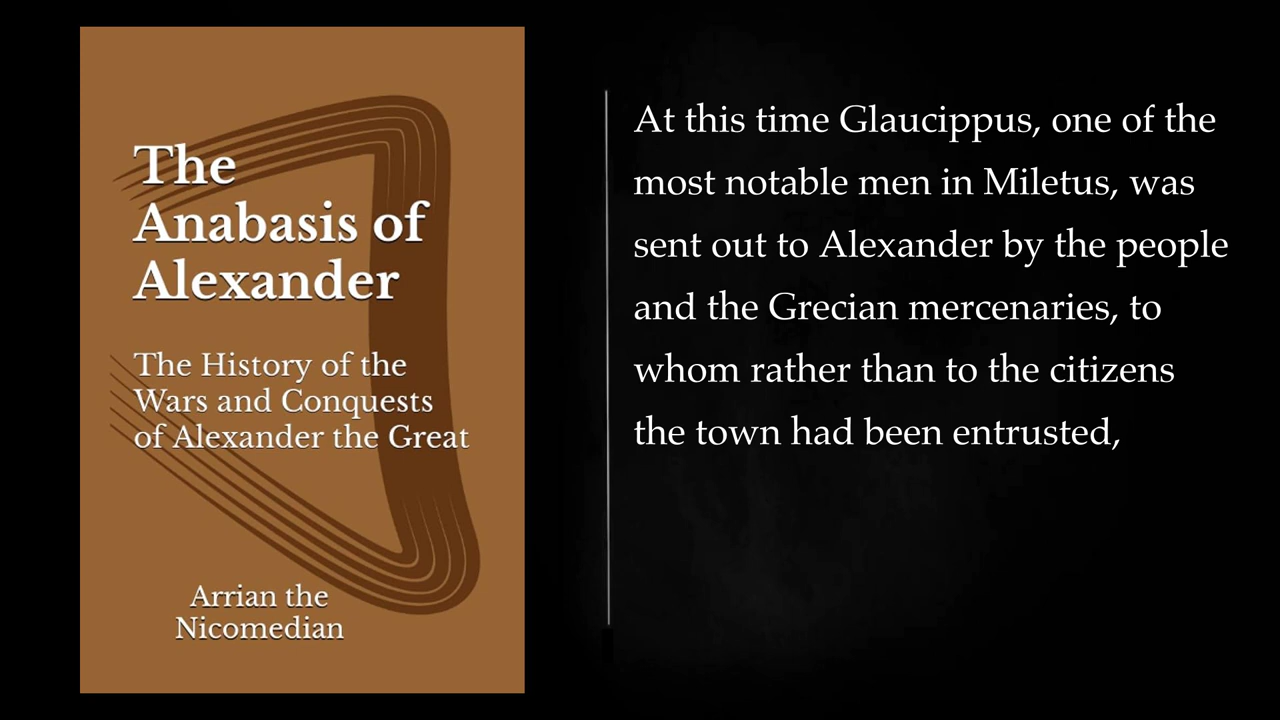 The
Anabasis of
Alexander
The History of the
Wars and Conquests
of Alexander the Great
Arrian the
Nicomedian
At this time Glaucippus, one of the
most notable men in Miletus, was
sent out to Alexander by the people
and the Grecian mercenaries, to
whom rather than to the citizens
the town had been entrusted,